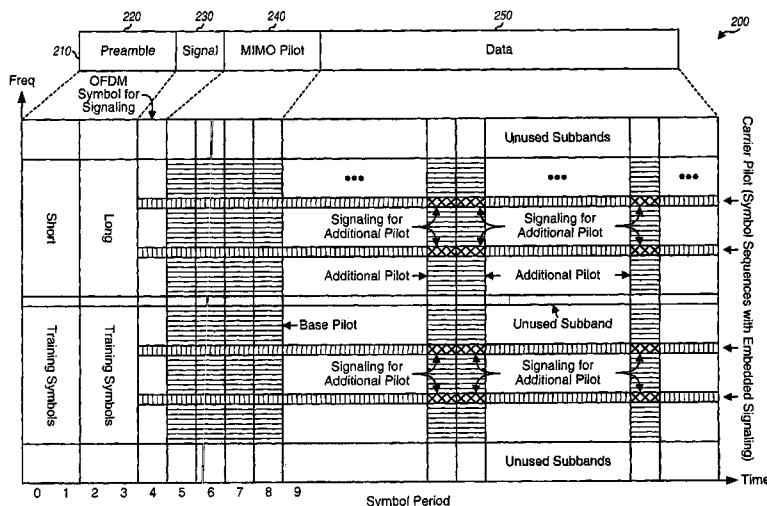 220
230
240
250
200
210
Preamble
Signal
MIMO Pilot
Data
Freq
OFDM
Symbol for
Signaling
Unused Subbands
•••
•••
•••
Short
Long
Signaling for
Additional Pilot
Signaling for
Additional Pilot
Additional Pilot
Additional Pilot
Base Pilot
Unused Subband
Training Symbols
Training Symbols
Signaling for
Additional Pilot
Signaling for
Additional Pilot
Unused Subbands
Carrier Pilot (Symbol Sequences with Embedded Signaling)
Time
0 1 2 3 4 5 6 7 8 9
Symbol Period